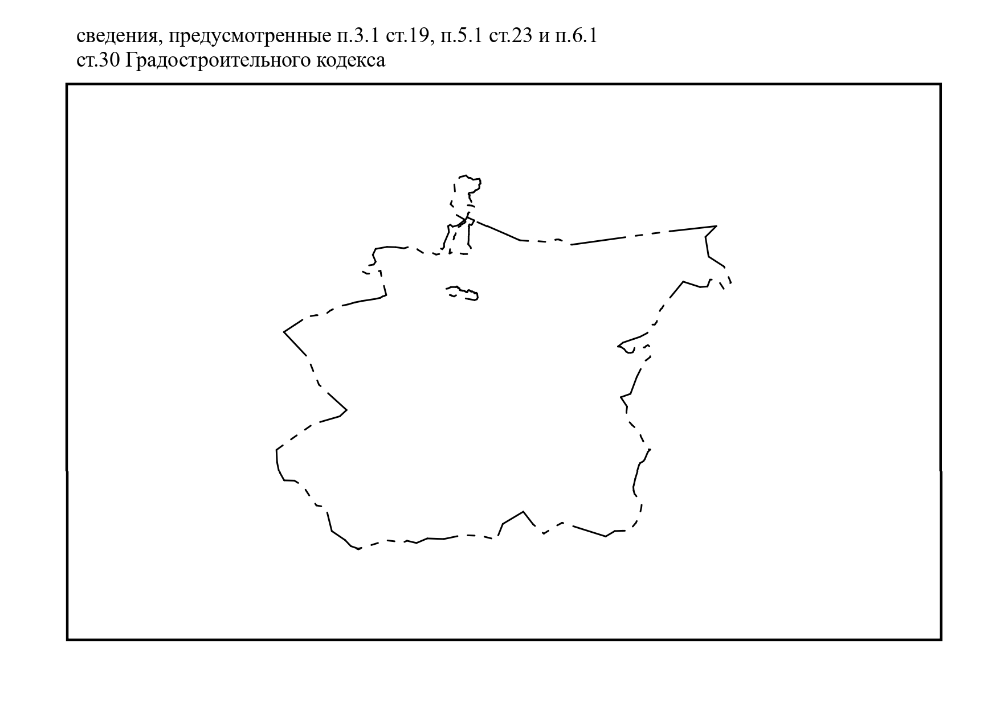 сведения, предусмотренные п.3.1 ст.19, п.5.1 ст.23 и п.6.1
ст.30 Градостроительного кодекса